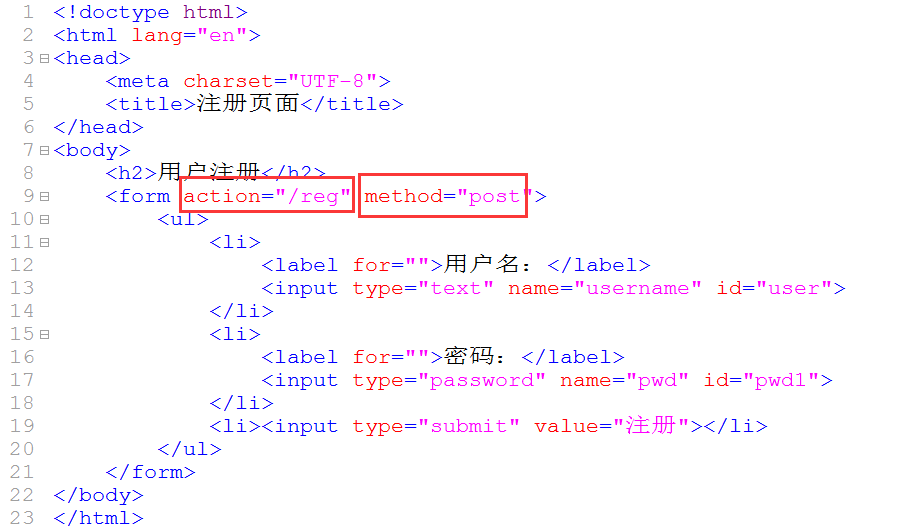 1 <!doctype html>
2 <html lang="en">
3 <head>
4     <meta charset="UTF-8">
5     <title>注册页面</title>
6 </head>
7 <body>
8     <h2>用户注册</h2>
9     <form action="/reg" method="post">
10         <ul>
11             <li>
12                 <label for="">用户名：</label>
13                 <input type="text" name="username" id="user">
14             </li>
15             <li>
16                 <label for="">密码：</label>
17                 <input type="password" name="pwd" id="pwd1">
18             </li>
19             <li><input type="submit" value="注册"></li>
20         </ul>
21     </form>
22 </body>
23 </html>